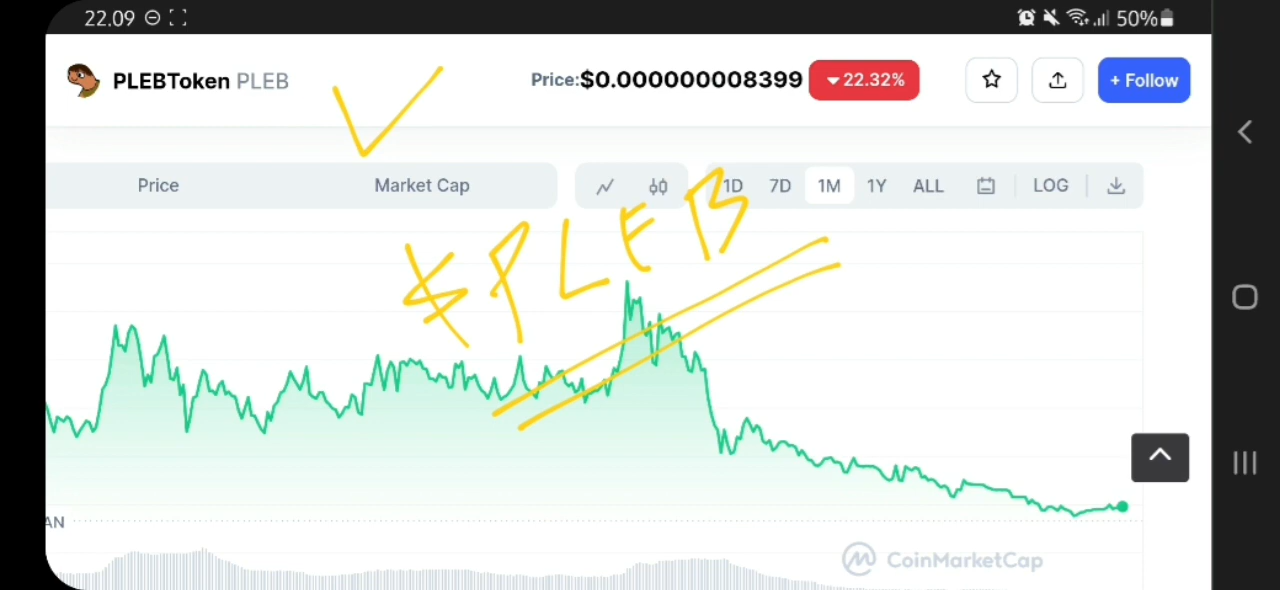 22.09 50%
PLEBToken PLEB Price:$0.000000008399 22.32% + Follow
Price Market Cap 1D 7D 1M 1Y ALL LOG
$PLEB
AN
CoinMarketCap